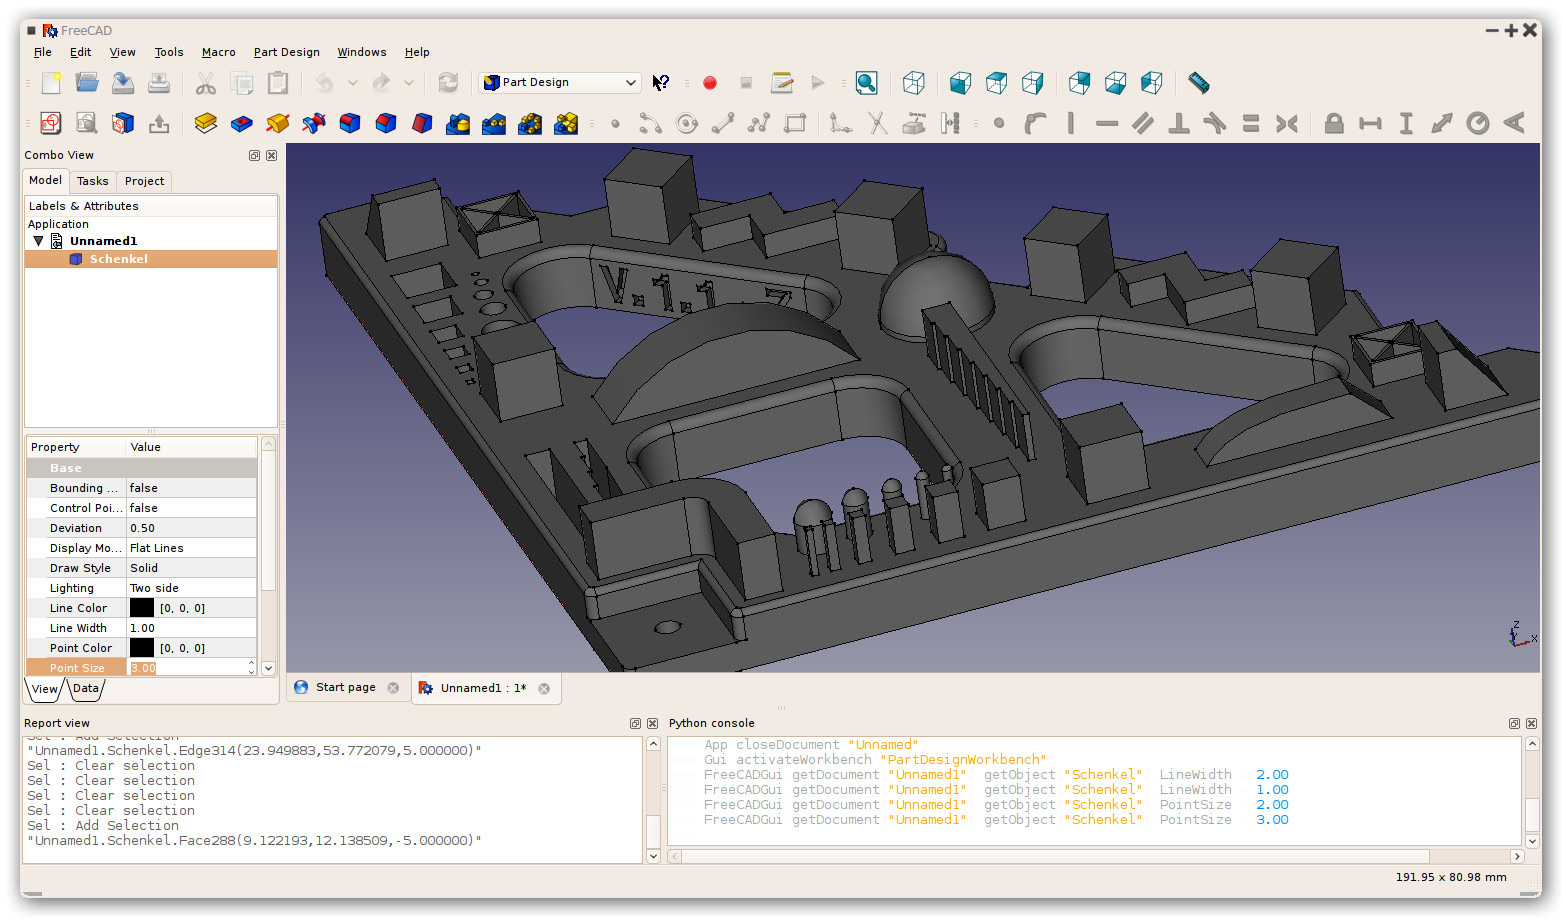 FreeCAD
File Edit View Tools Macro Part Design Windows Help
Part Design
Combo View
Model Tasks Project
Labels & Attributes
Application
Unnamed1
Schenkel
V.1.1
7
Property Value
Base
Bounding ... false
Control Poi... false
Deviation 0.50
Display Mo... Flat Lines
Draw Style Solid
Lighting Two side
Line Color [0, 0, 0]
Line Width 1.00
Point Color [0, 0, 0]
Point Size 3.00
View Data
z
Y
x
Start page Unnamed1 : 1*
Report view
Sel : Add Selection
"Unnamed1.Schenkel.Edge314(23.949883,53.772079,5.000000)"
Sel : Clear selection
Sel : Clear selection
Sel : Clear selection
Sel : Clear selection
Sel : Add Selection
"Unnamed1.Schenkel.Face288(9.122193,12.138509,-5.000000)"
Python console
App closeDocument "Unnamed"
Gui activateWorkbench "PartDesignWorkbench"
FreeCADGui getDocument "Unnamed1" getObject "Schenkel" LineWidth 2.00
FreeCADGui getDocument "Unnamed1" getObject "Schenkel" LineWidth 1.00
FreeCADGui getDocument "Unnamed1" getObject "Schenkel" PointSize 2.00
FreeCADGui getDocument "Unnamed1" getObject "Schenkel" PointSize 3.00
191.95 x 80.98 mm